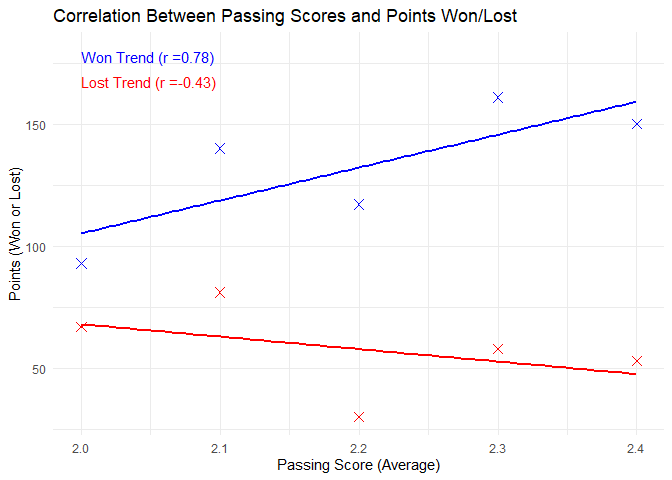 Correlation Between Passing Scores and Points Won/Lost
Won Trend (r =0.78)
Lost Trend (r =-0.43)
150
100
50
Points (Won or Lost)
2.0 2.1 2.2 2.3 2.4
Passing Score (Average)